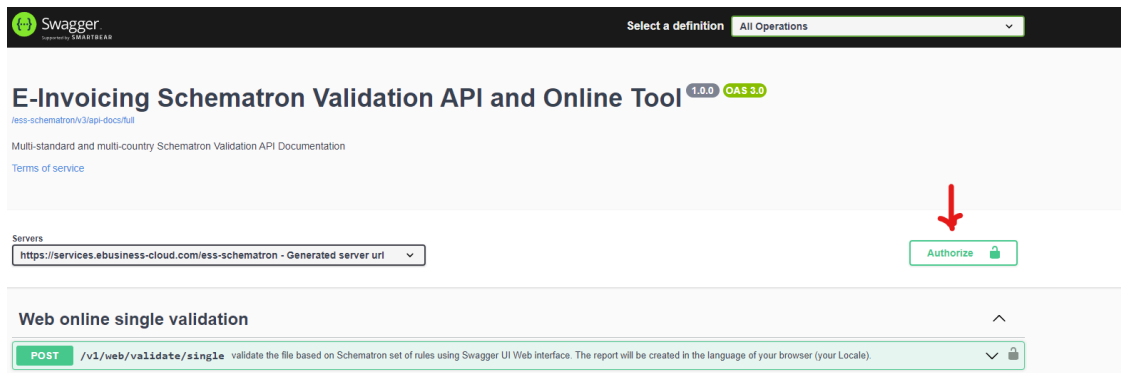 Swagger.
Supported by SMARTBEAR
Select a definition
All Operations
E-Invoicing Schematron Validation API and Online Tool 1.0.0 OAS 3.0
/ess-schematron/v3/api-docs/full
Multi-standard and multi-country Schematron Validation API Documentation
Terms of service
Servers
https://services.ebusiness-cloud.com/ess-schematron - Generated server url
Authorize
Web online single validation
POST /v1/web/validate/single validate the file based on Schematron set of rules using Swagger UI Web interface. The report will be created in the language of your browser (your Locale).